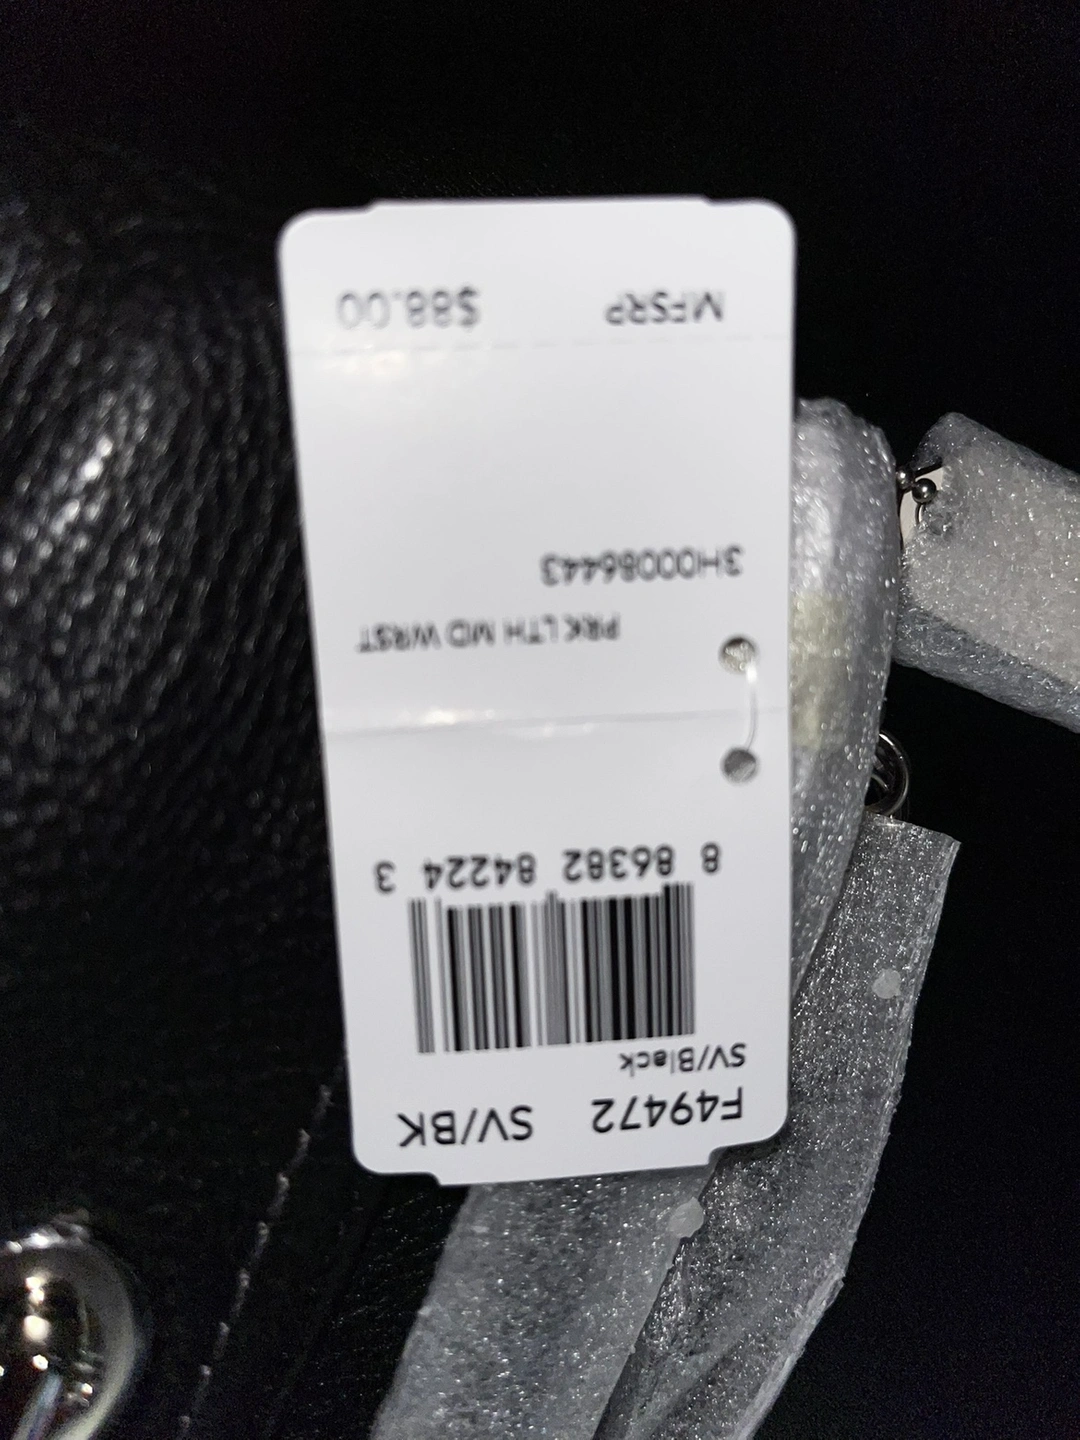 F49472 SV/BK
SV/Black
8 86382 84224 3
PRK LTH MD WRST
3H00086443
MFSRP $88.00